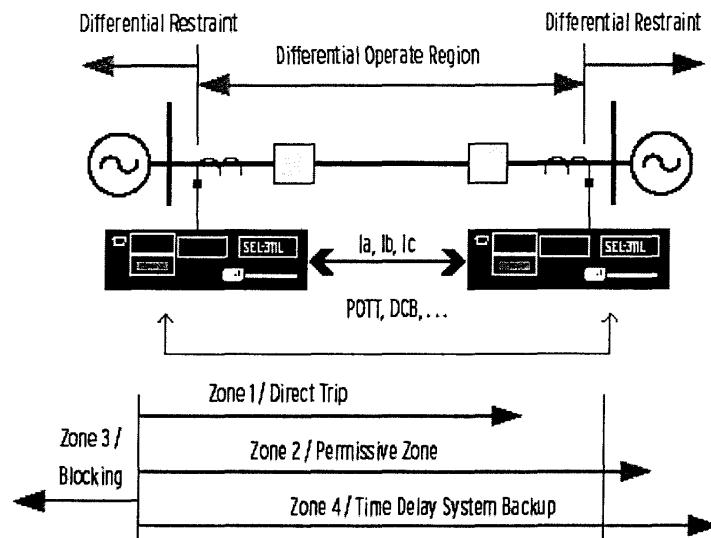 Differential Restraint
Differential Restraint
Differential Operate Region
SEL-311L
Ia, Ib, Ic
SEL-311L
POTT, DCB, . . .
Zone 1 / Direct Trip
Zone 3 /
Blocking
Zone 2 / Permissive Zone
Zone 4 / Time Delay System Backup